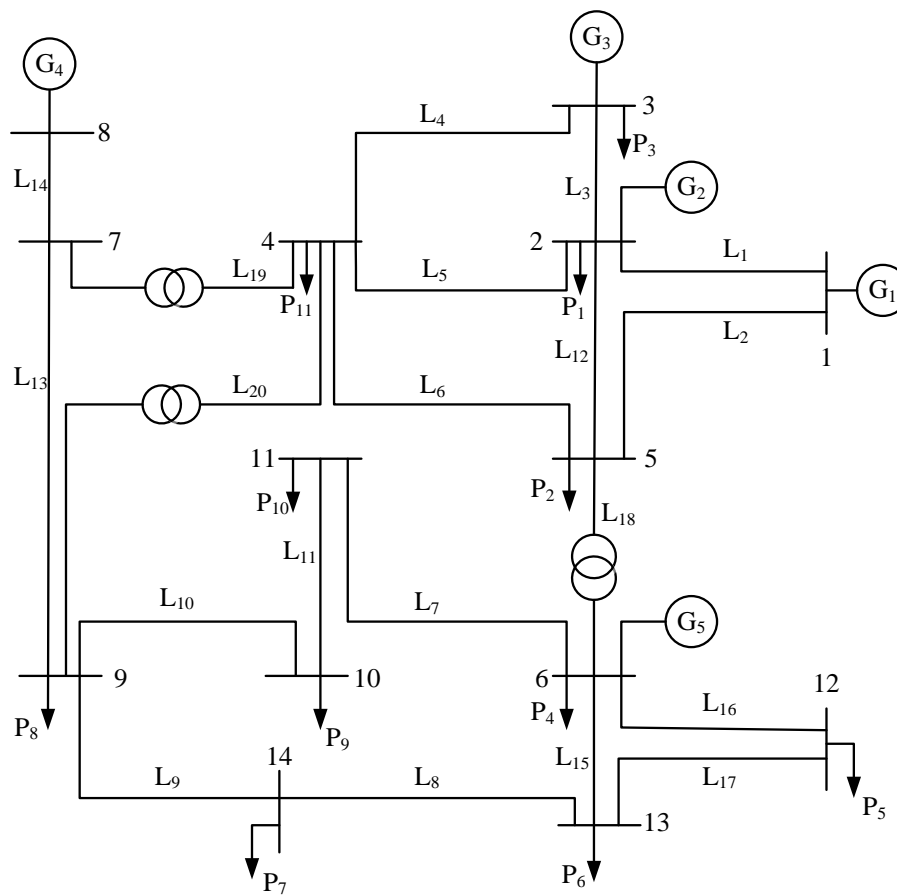 G₃
G₄
3
L₄
8
P₃
L₁₄
L₃
G₂
7
4
2
L₁
L₁₉
L₅
G₁
P₁₁
P₁
L₂
L₁₂
1
L₁₃
L₂₀
L₆
11
5
P₁₀
P₂
L₁₈
L₁₁
L₁₀
L₇
G₅
9
10
6
12
P₈
P₉
P₄
L₁₆
14
L₁₅
L₉
L₈
L₁₇
13
P₅
P₇
P₆